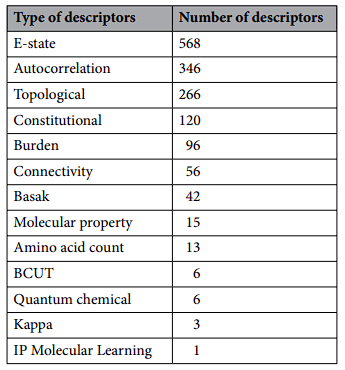 Type of descriptors Number of descriptors
E-state 568
Autocorrelation 346
Topological 266
Constitutional 120
Burden 96
Connectivity 56
Basak 42
Molecular property 15
Amino acid count 13
BCUT 6
Quantum chemical 6
Kappa 3
IP Molecular Learning 1